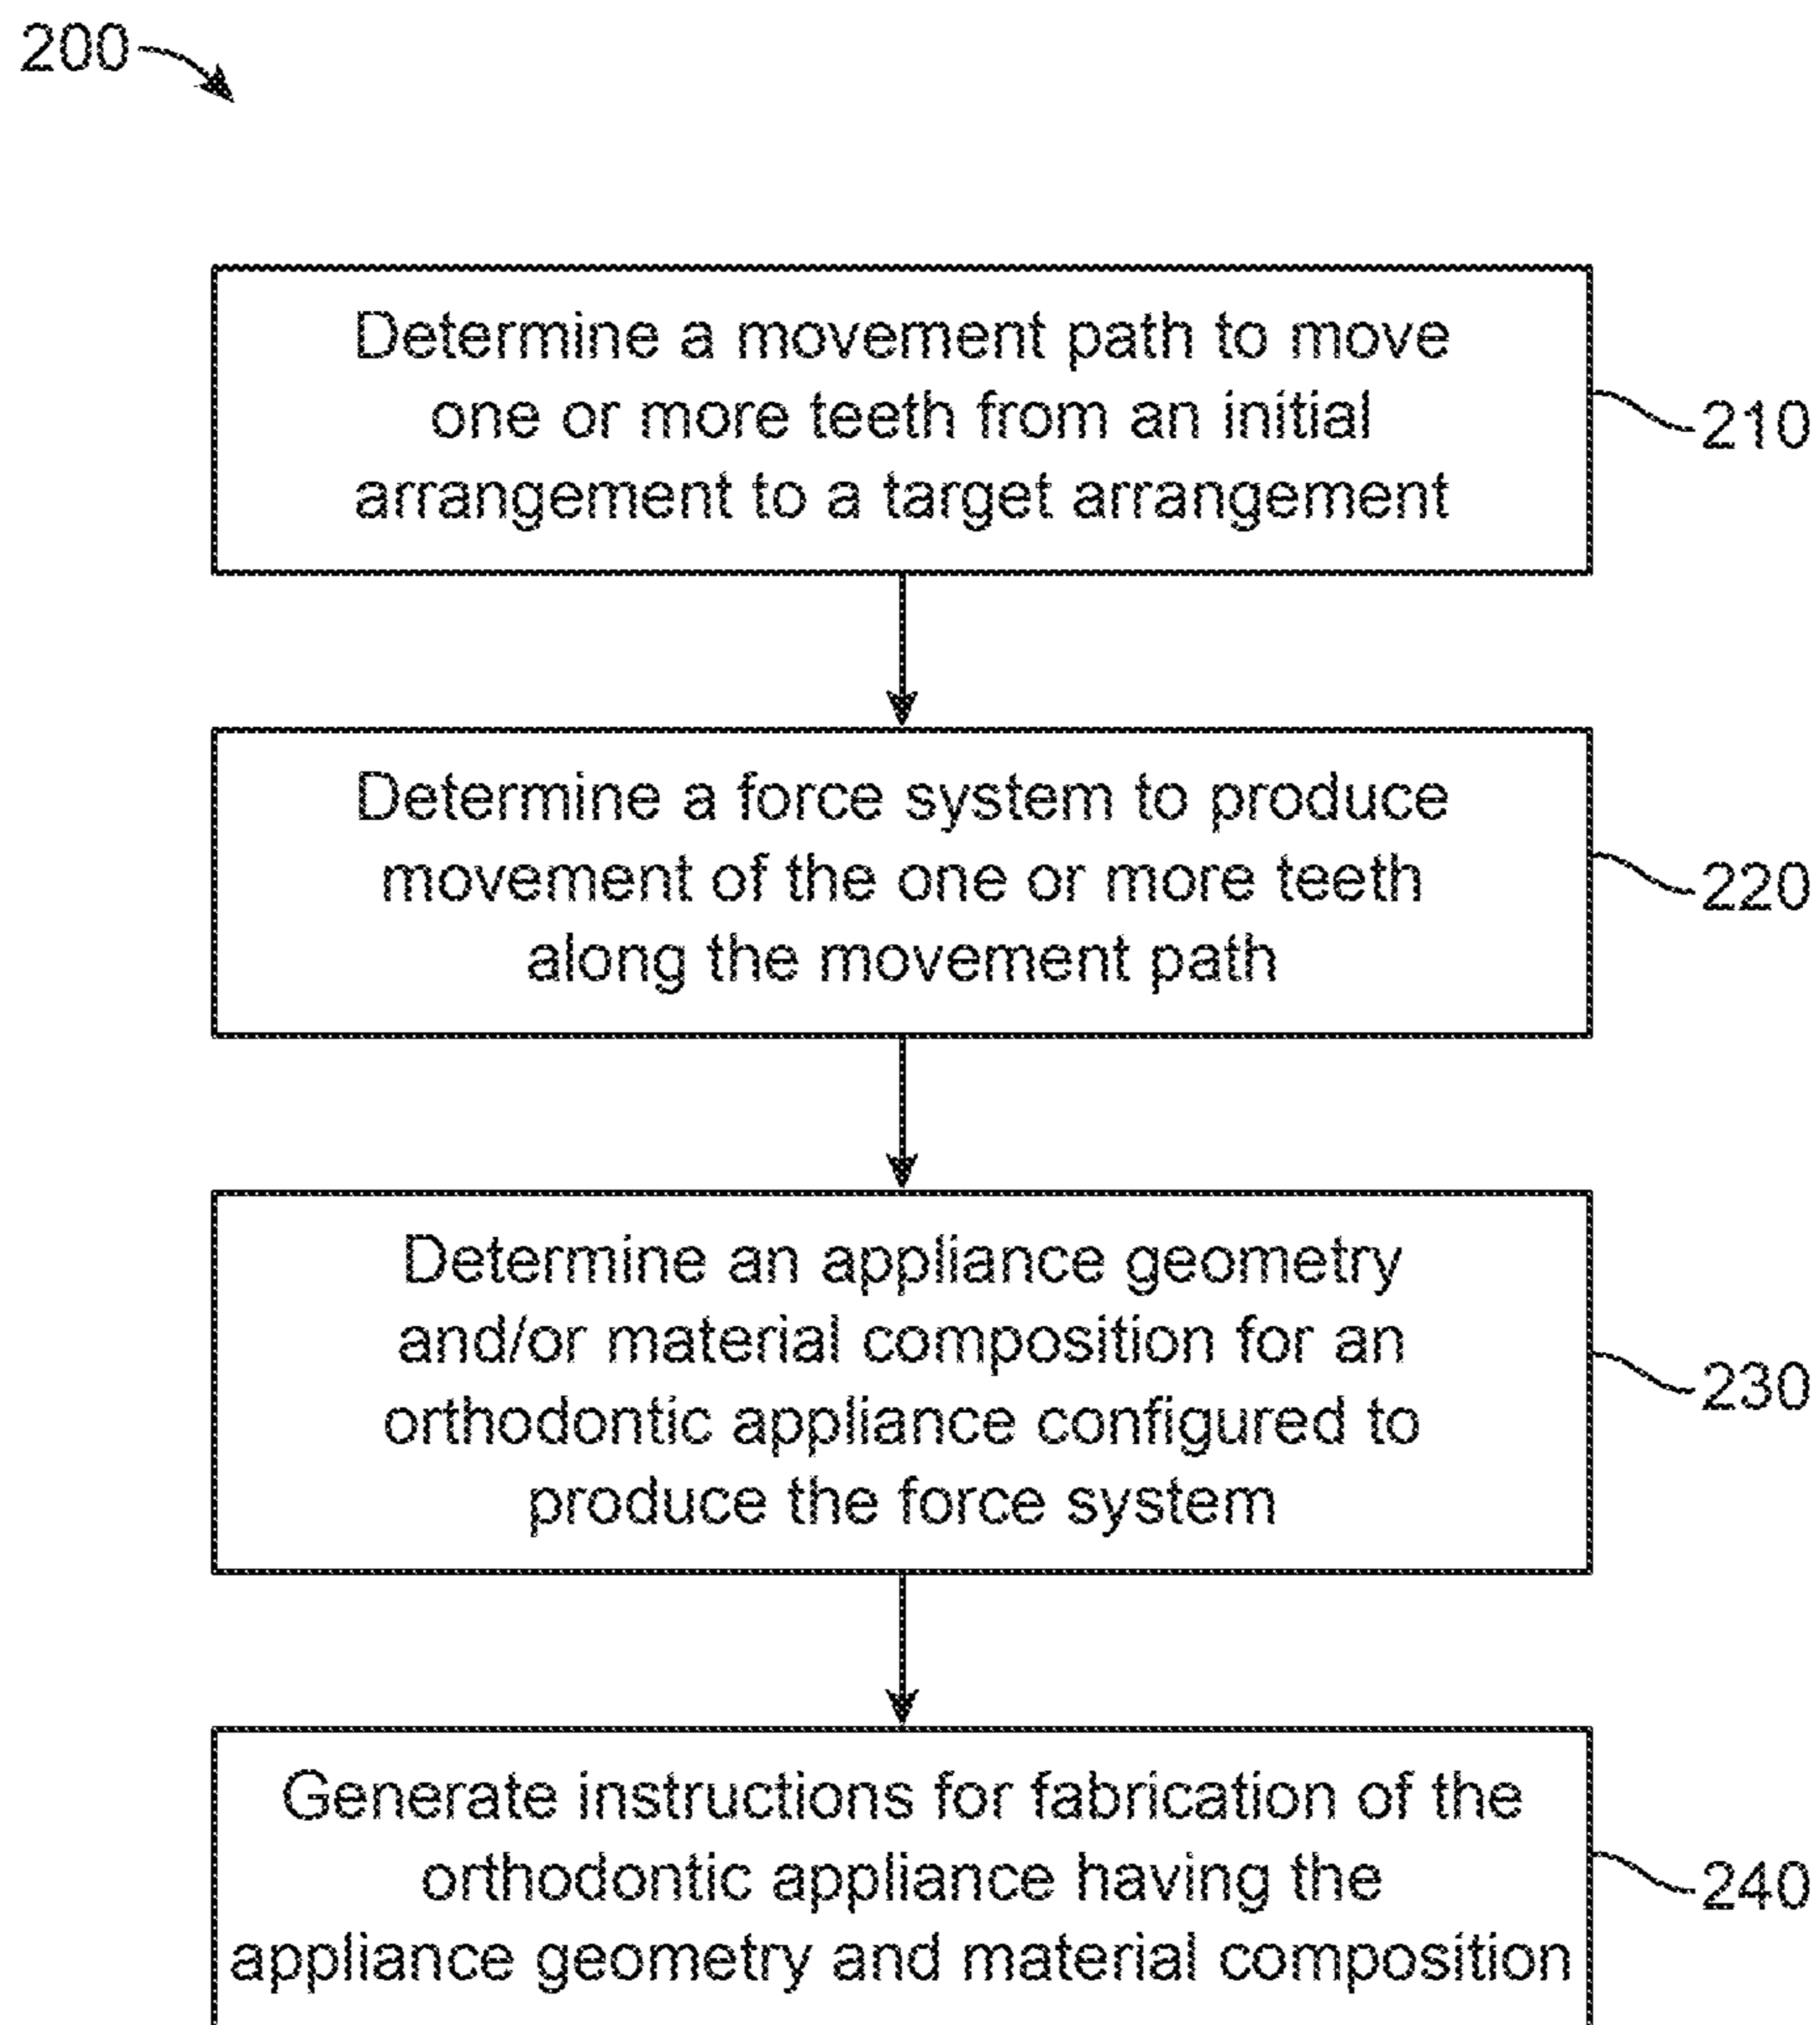 200
Determine a movement path to move
one or more teeth from an initial
arrangement to a target arrangement
210
Determine a force system to produce
movement of the one or more teeth
along the movement path
220
Determine an appliance geometry
and/or material composition for an
orthodontic appliance configured to
produce the force system
230
Generate instructions for fabrication of the
orthodontic appliance having the
appliance geometry and material composition
240